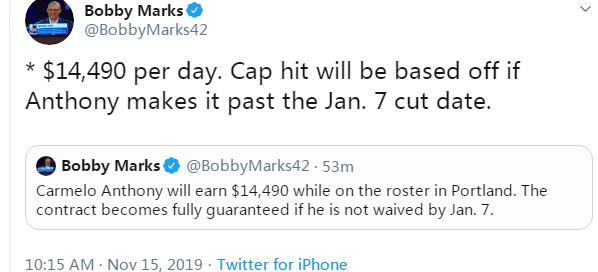 Bobby Marks
@BobbyMarks42
* $14,490 per day. Cap hit will be based off if
Anthony makes it past the Jan. 7 cut date.
Bobby Marks @BobbyMarks42 · 53m
Carmelo Anthony will earn $14,490 while on the roster in Portland. The
contract becomes fully guaranteed if he is not waived by Jan. 7.
10:15 AM · Nov 15, 2019 · Twitter for iPhone